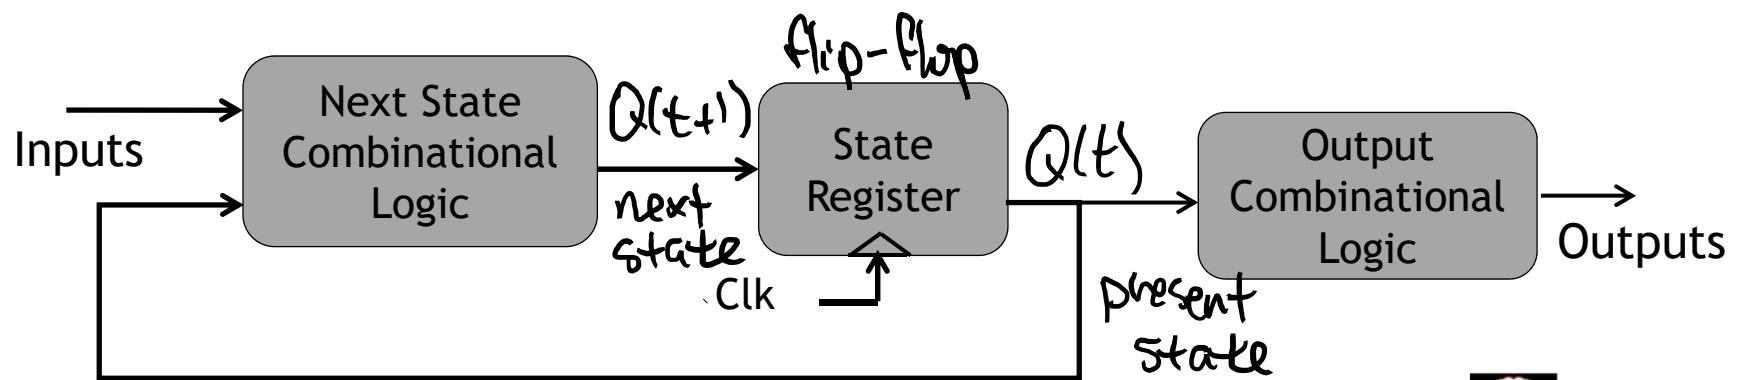 flip-flop
Inputs
Next State
Combinational
Logic
Q(t+1)
next
state
State
Register
Clk
Q(t)
present
state
Output
Combinational
Logic
Outputs